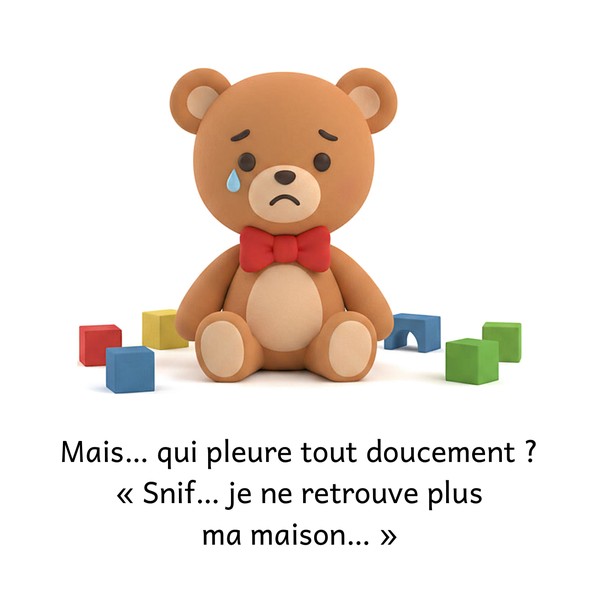 Mais... qui pleure tout doucement ?
« Snif... je ne retrouve plus
ma maison... »